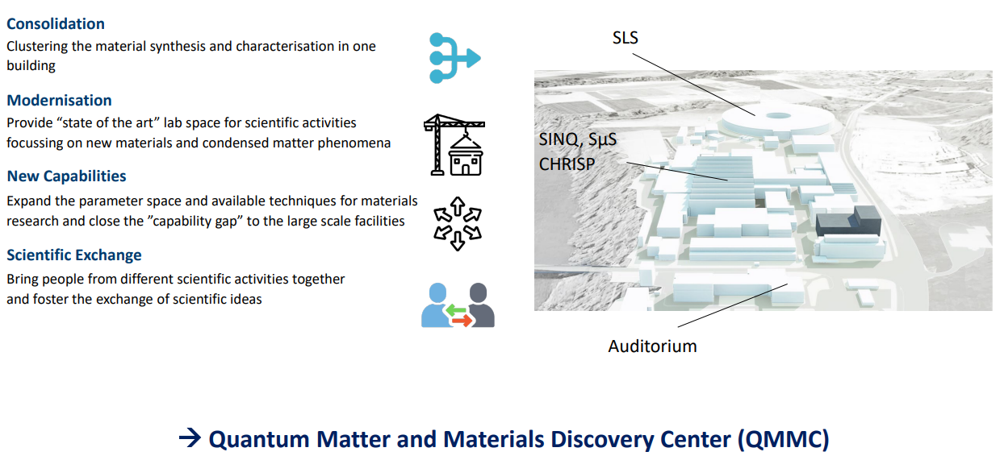 Consolidation
Clustering the material synthesis and characterisation in one
building
Modernisation
Provide “state of the art” lab space for scientific activities
focussing on new materials and condensed matter phenomena
New Capabilities
Expand the parameter space and available techniques for materials
research and close the ”capability gap” to the large scale facilities
Scientific Exchange
Bring people from different scientific activities together
and foster the exchange of scientific ideas
SLS
SINQ, SμS
CHRISP
Auditorium
→ Quantum Matter and Materials Discovery Center (QMMC)